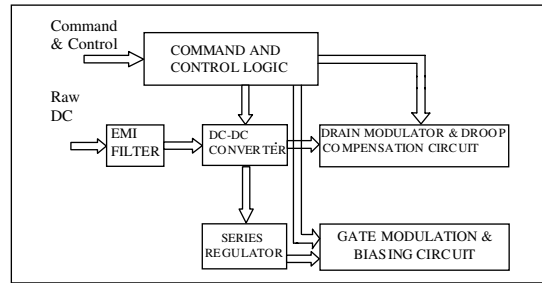 Command
& Control
COMMAND AND
CONTROL LOGIC
Raw
DC
EMI
FILTER
DC-DC
CONVERTER
DRAIN MODULATOR & DROOP
COMPENSATION CIRCUIT
SERIES
REGULATOR
GATE MODULATION &
BIASING CIRCUIT